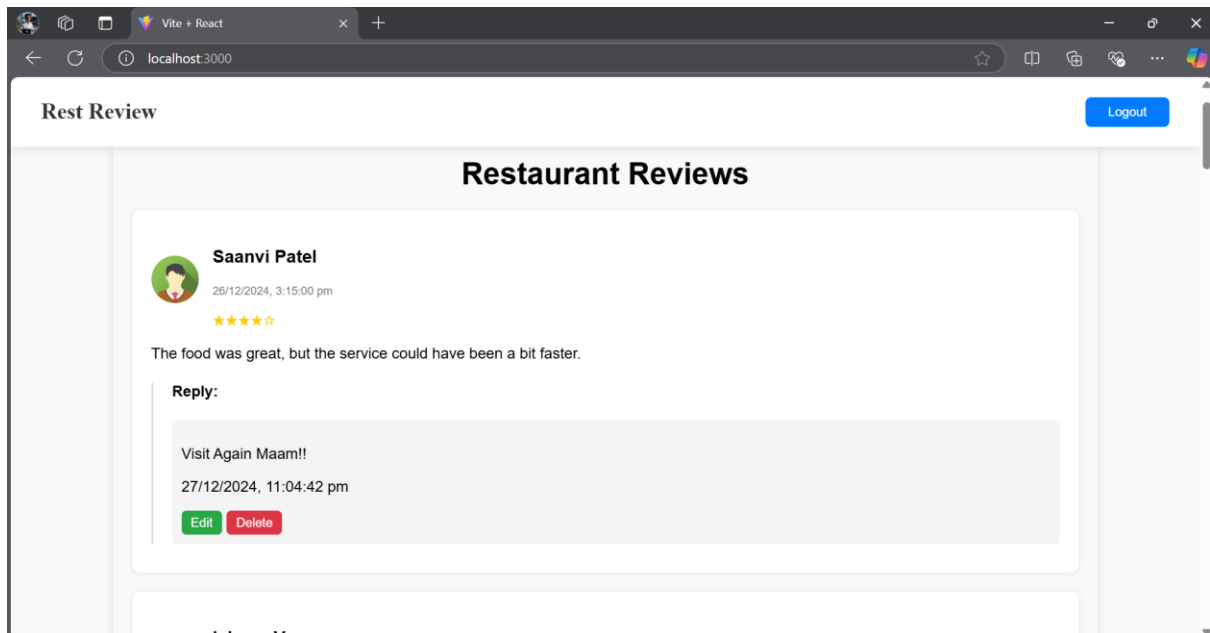 Vite + React
localhost:3000
Rest Review
Logout
Restaurant Reviews
Saanvi Patel
26/12/2024, 3:15:00 pm
★★★★☆
The food was great, but the service could have been a bit faster.
Reply:
Visit Again Maam!!
27/12/2024, 11:04:42 pm
Edit Delete